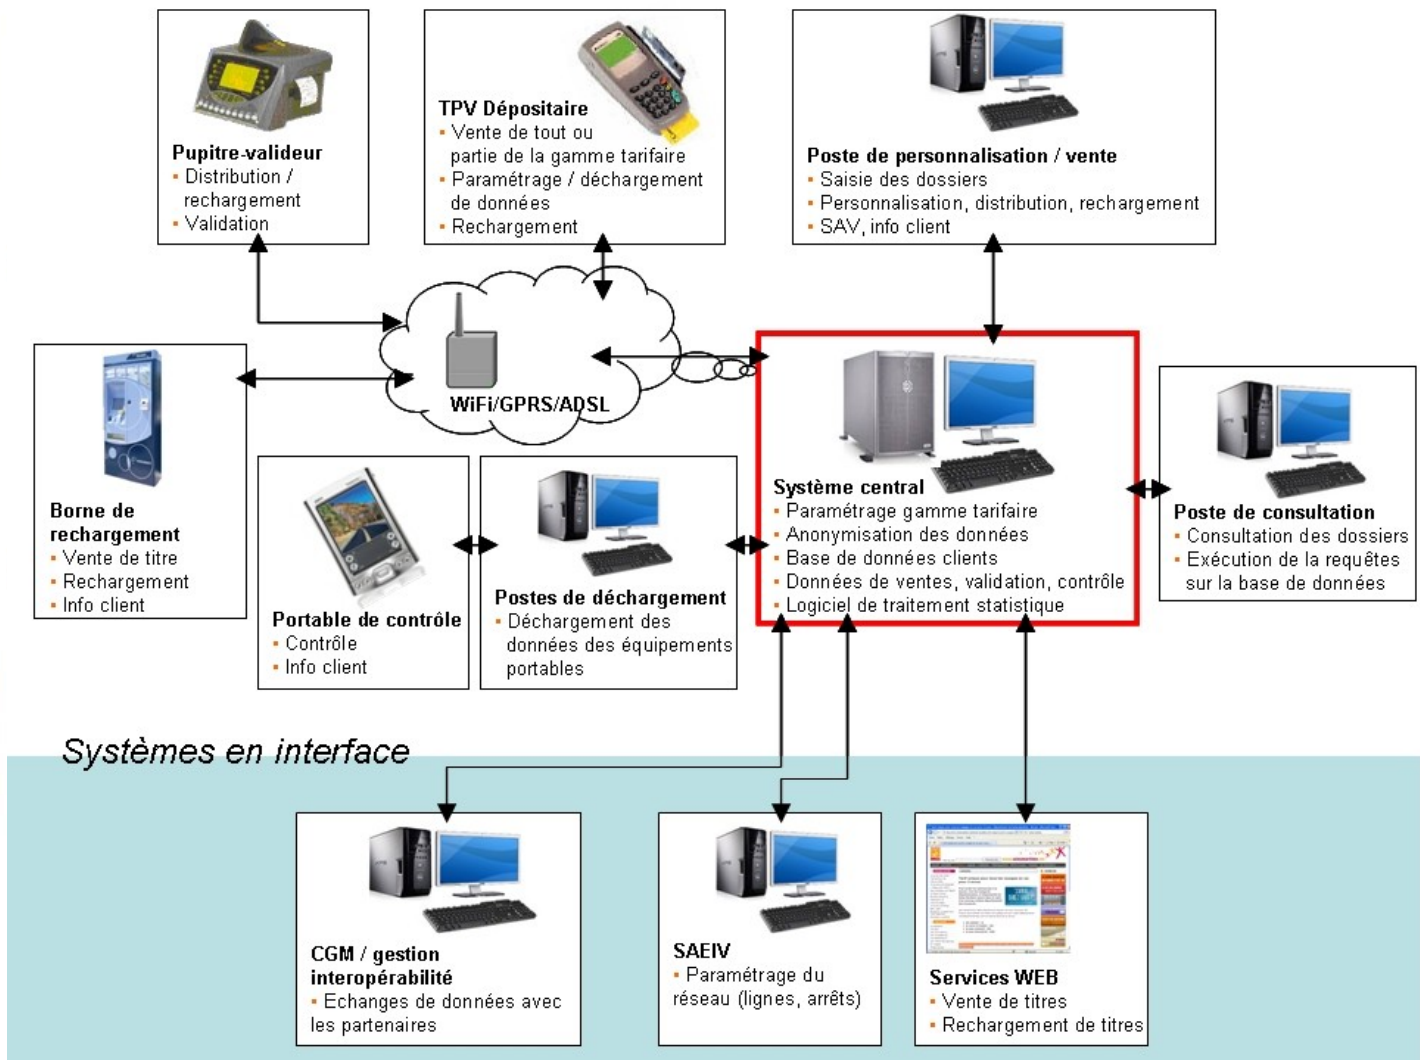 Pupitre-valideur
▪ Distribution /
rechargement
▪ Validation
TPV Dépositaire
▪ Vente de tout ou
partie de la gamme tarifaire
▪ Paramétrage / déchargement
de données
▪ Rechargement
Poste de personnalisation / vente
▪ Saisie des dossiers
▪ Personnalisation, distribution, rechargement
▪ SAV, info client
WiFi/GPRS/ADSL
Borne de
rechargement
▪ Vente de titre
▪ Rechargement
▪ Info client
Portable de contrôle
▪ Contrôle
▪ Info client
Postes de déchargement
▪ Déchargement des
données des équipements
portables
Système central
▪ Paramétrage gamme tarifaire
▪ Anonymisation des données
▪ Base de données clients
▪ Données de ventes, validation, contrôle
▪ Logiciel de traitement statistique
Poste de consultation
▪ Consultation des dossiers
▪ Exécution de la requêtes
sur la base de données
Systèmes en interface
CGM / gestion
interopérabilité
▪ Echanges de données avec
les partenaires
SAEIV
▪ Paramétrage du
réseau (lignes, arrêts)
Services WEB
▪ Vente de titres
▪ Rechargement de titres